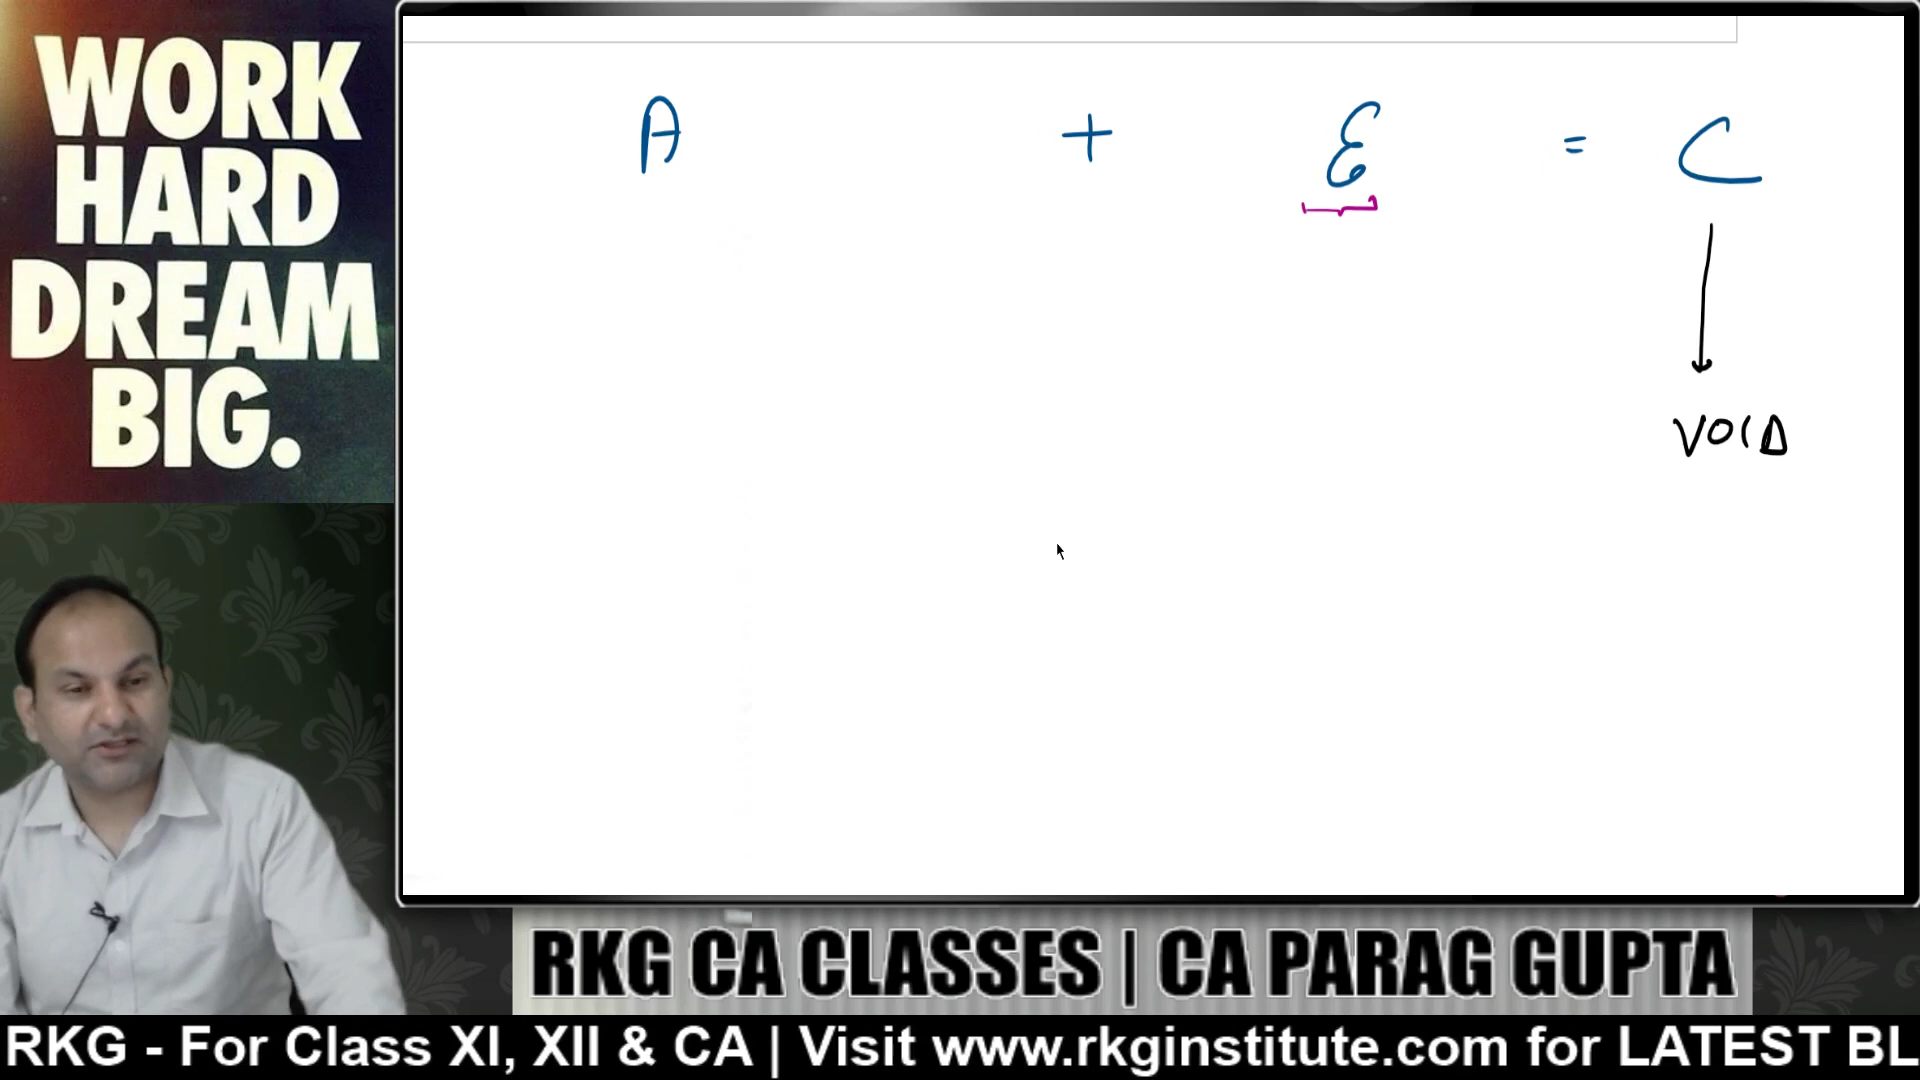 WORK
HARD
DREAM
BIG.
A + E = C
VOID
RKG CA CLASSES | CA PARAG GUPTA
RKG - For Class XI, XII & CA | Visit www.rkginstitute.com for LATEST BL